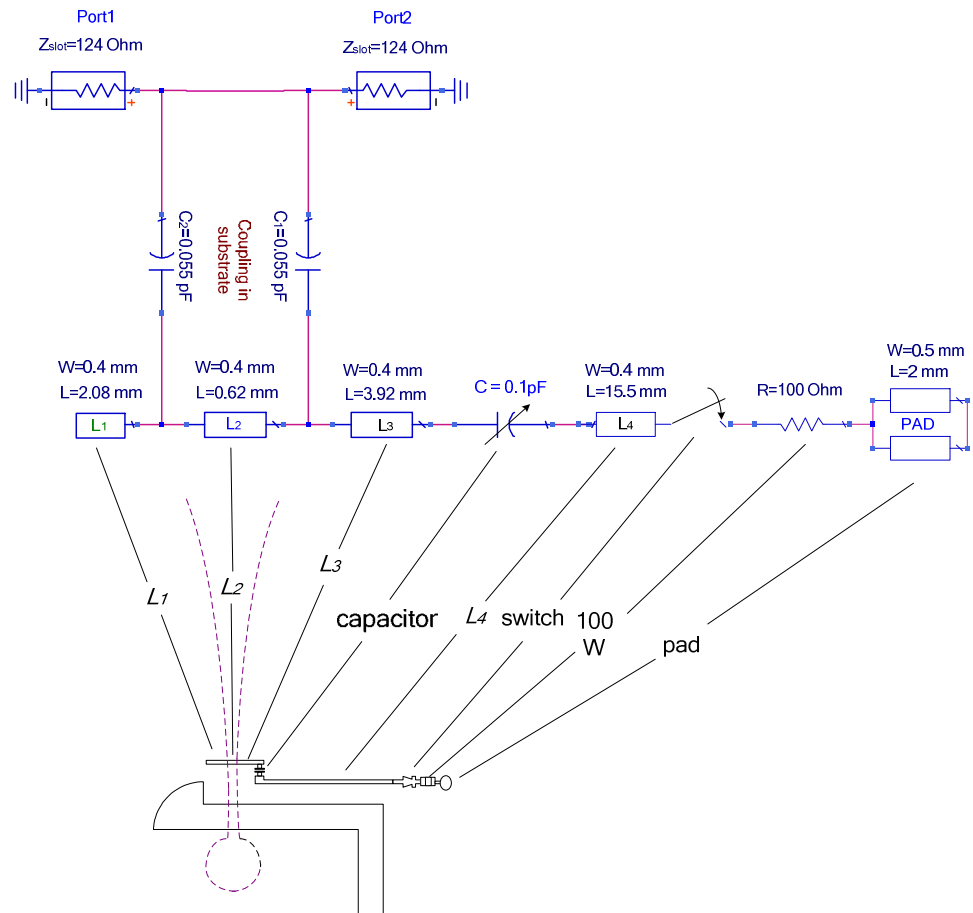 Port1
Port2
Zslot=124 Ohm
Zslot=124 Ohm
+
+
C2=0.055 pF
Coupling in
substrate
C1=0.055 pF
W=0.4 mm
L=2.08 mm
W=0.4 mm
L=0.62 mm
W=0.4 mm
L=3.92 mm
C = 0.1pF
W=0.4 mm
L=15.5 mm
R=100 Ohm
W=0.5 mm
L=2 mm
L1
L2
L3
L4
PAD
L1
L2
L3
capacitor
L4
switch
100
W
pad